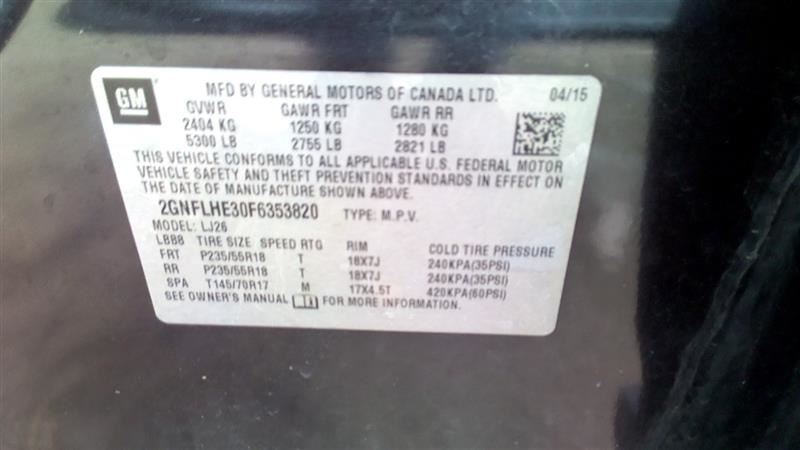 GM MFD BY GENERAL MOTORS OF CANADA LTD. 04/15
GVWR GAWR FRT GAWR RR
2404 KG 1250 KG 1280 KG
5300 LB 2755 LB 2821 LB
THIS VEHICLE CONFORMS TO ALL APPLICABLE U.S. FEDERAL MOTOR
VEHICLE SAFETY AND THEFT PREVENTION STANDARDS IN EFFECT ON
THE DATE OF MANUFACTURE SHOWN ABOVE.
2GNFLHE30F6353820 TYPE: M.P.V.
MODEL: LJ26
LBB8 TIRE SIZE SPEED RTG RIM COLD TIRE PRESSURE
FRT P235/55R18 T 18X7J 240KPA(35PSI)
RR P235/55R18 T 18X7J 240KPA(35PSI)
SPA T145/70R17 M 17X4.5T 420KPA(60PSI)
SEE OWNER'S MANUAL FOR MORE INFORMATION.